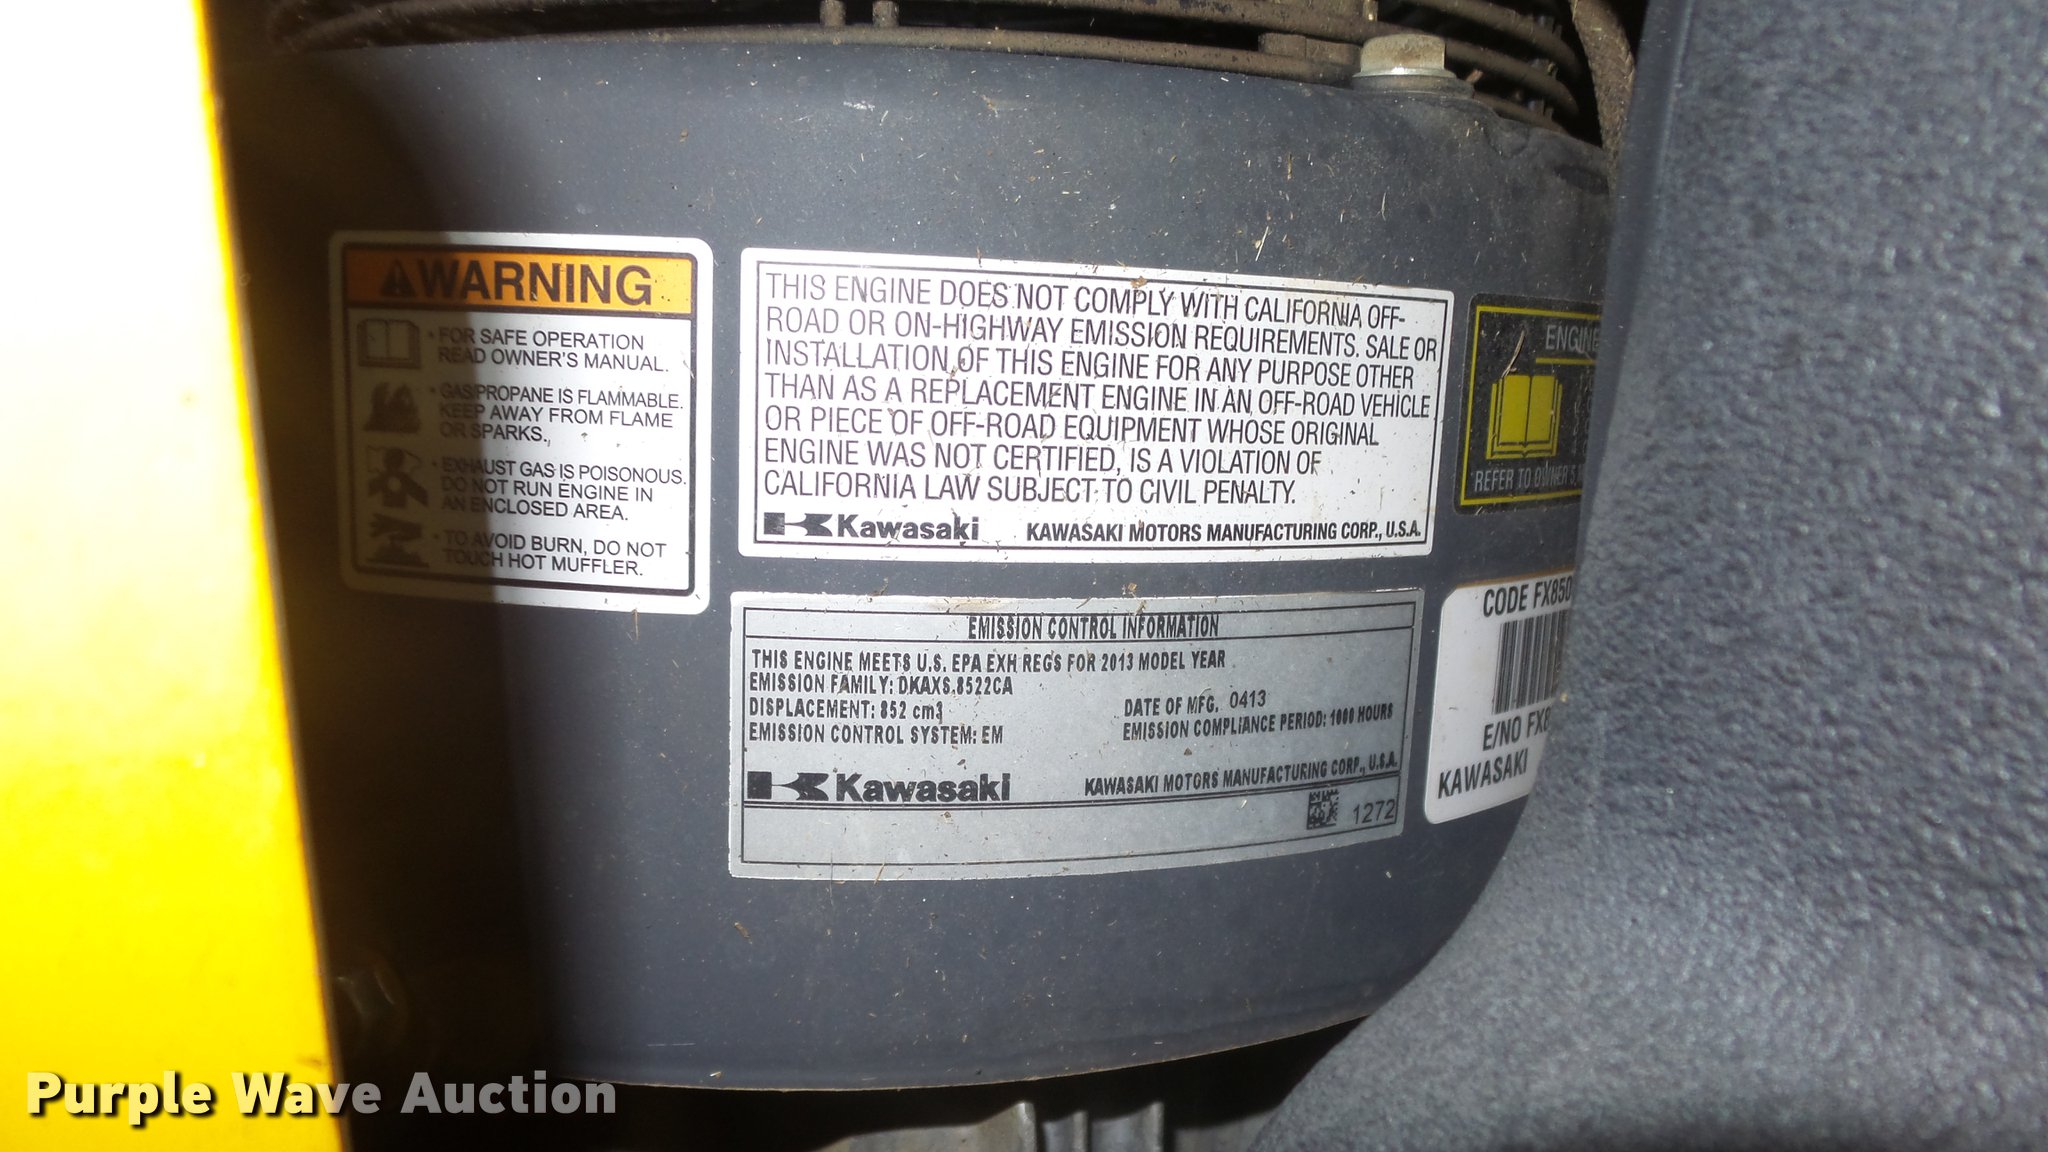 WARNING
• FOR SAFE OPERATION
READ OWNER'S MANUAL.
• GAS/PROPANE IS FLAMMABLE.
KEEP AWAY FROM FLAME
OR SPARKS.
• EXHAUST GAS IS POISONOUS.
DO NOT RUN ENGINE IN
AN ENCLOSED AREA.
• TO AVOID BURN, DO NOT
TOUCH HOT MUFFLER.
THIS ENGINE DOES NOT COMPLY WITH CALIFORNIA OFF-
ROAD OR ON-HIGHWAY EMISSION REQUIREMENTS. SALE OR
INSTALLATION OF THIS ENGINE FOR ANY PURPOSE OTHER
THAN AS A REPLACEMENT ENGINE IN AN OFF-ROAD VEHICLE
OR PIECE OF OFF-ROAD EQUIPMENT WHOSE ORIGINAL
ENGINE WAS NOT CERTIFIED, IS A VIOLATION OF
CALIFORNIA LAW SUBJECT TO CIVIL PENALTY.
Kawasaki KAWASAKI MOTORS MANUFACTURING CORP., U.S.A.
ENGINE
REFER TO OWNER'S
EMISSION CONTROL INFORMATION
THIS ENGINE MEETS U.S. EPA EXH REGS FOR 2013 MODEL YEAR
EMISSION FAMILY: DKAXS.8522CA
DISPLACEMENT: 852 cm3 DATE OF MFG. 0413
EMISSION CONTROL SYSTEM: EM EMISSION COMPLIANCE PERIOD: 1000 HOURS
Kawasaki KAWASAKI MOTORS MANUFACTURING CORP., U.S.A.
1272
CODE FX850
E/NO FX8
KAWASAKI
Purple Wave Auction